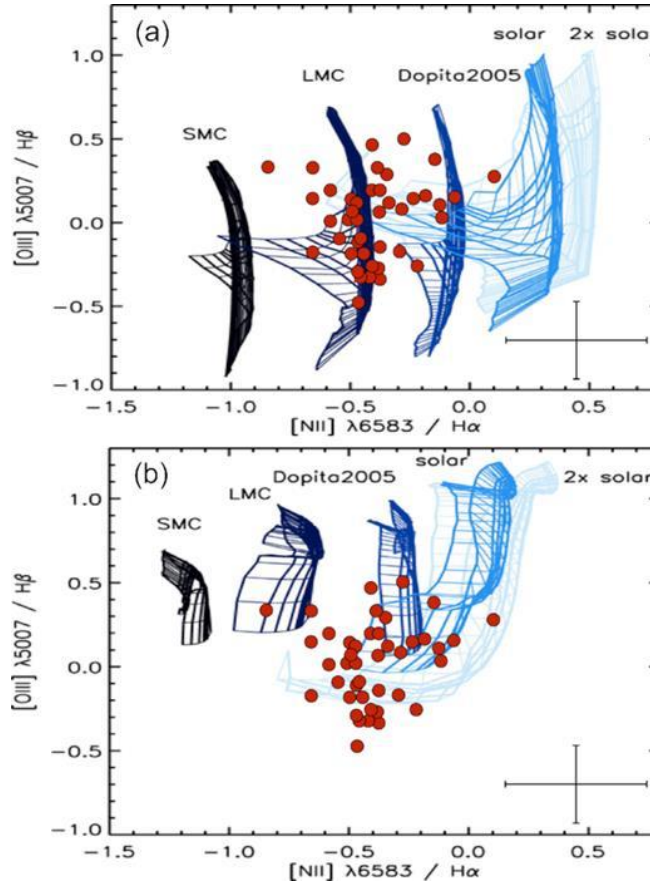 (a)
solar 2x sola
LMC Dopita2005
SMC
1.0
0.5
0.0
-0.5
-1.0
[OIII] λ5007 / Hβ
-1.5 -1.0 -0.5 0.0 0.5
[NII] λ6583 / Hα
(b)
solar
Dopita2005 2x solar
LMC
SMC
1.0
0.5
0.0
-0.5
-1.0
[OIII] λ5007 / Hβ
-1.5 -1.0 -0.5 0.0 0.5
[NII] λ6583 / Hα